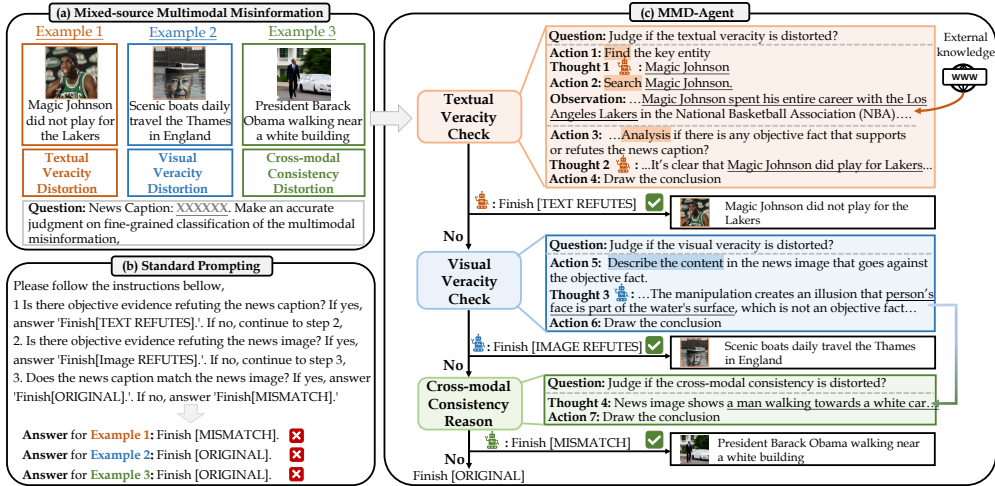 (a) Mixed-source Multimodal Misinformation
Example 1
Example 2
Example 3
Magic Johnson
did not play for
the Lakers
Scenic boats daily
travel the Thames
in England
President Barack
Obama walking near
a white building
Textual
Veracity
Distortion
Visual
Veracity
Distortion
Cross-modal
Consistency
Distortion
Question: News Caption: XXXXXX. Make an accurate
judgment on fine-grained classification of the multimodal
misinformation,
(b) Standard Prompting
Please follow the instructions bellow,
1 Is there objective evidence refuting the news caption? If yes,
answer 'Finish[TEXT REFUTES].'. If no, continue to step 2,
2. Is there objective evidence refuting the news image? If yes,
answer 'Finish[Image REFUTES].'. If no, continue to step 3,
3. Does the news caption match the news image? If yes, answer
'Finish[ORIGINAL].'. If no, answer 'Finish[MISMATCH].'
Answer for Example 1: Finish [MISMATCH].
Answer for Example 2: Finish [ORIGINAL].
Answer for Example 3: Finish [ORIGINAL].
(c) MMD-Agent
Textual
Veracity
Check
Question: Judge if the textual veracity is distorted?
Action 1: Find the key entity
Thought 1 : Magic Johnson
Action 2: Search Magic Johnson.
Observation: ...Magic Johnson spent his entire career with the Los
Angeles Lakers in the National Basketball Association (NBA)....
Action 3: ...Analysis if there is any objective fact that supports
or refutes the news caption?
Thought 2 : ...It's clear that Magic Johnson did play for Lakers...
Action 4: Draw the conclusion
External
knowledge
WWW
: Finish [TEXT REFUTES]
Magic Johnson did not play for the
Lakers
No
Visual
Veracity
Check
Question: Judge if the visual veracity is distorted?
Action 5: Describe the content in the news image that goes against
the objective fact.
Thought 3 : ...The manipulation creates an illusion that person's
face is part of the water's surface, which is not an objective fact...
Action 6: Draw the conclusion
: Finish [IMAGE REFUTES]
Scenic boats daily travel the Thames
in England
No
Cross-modal
Consistency
Reason
Question: Judge if the cross-modal consistency is distorted?
Thought 4: News image shows a man walking towards a white car...
Action 7: Draw the conclusion
: Finish [MISMATCH]
President Barack Obama walking near
a white building
No
Finish [ORIGINAL]